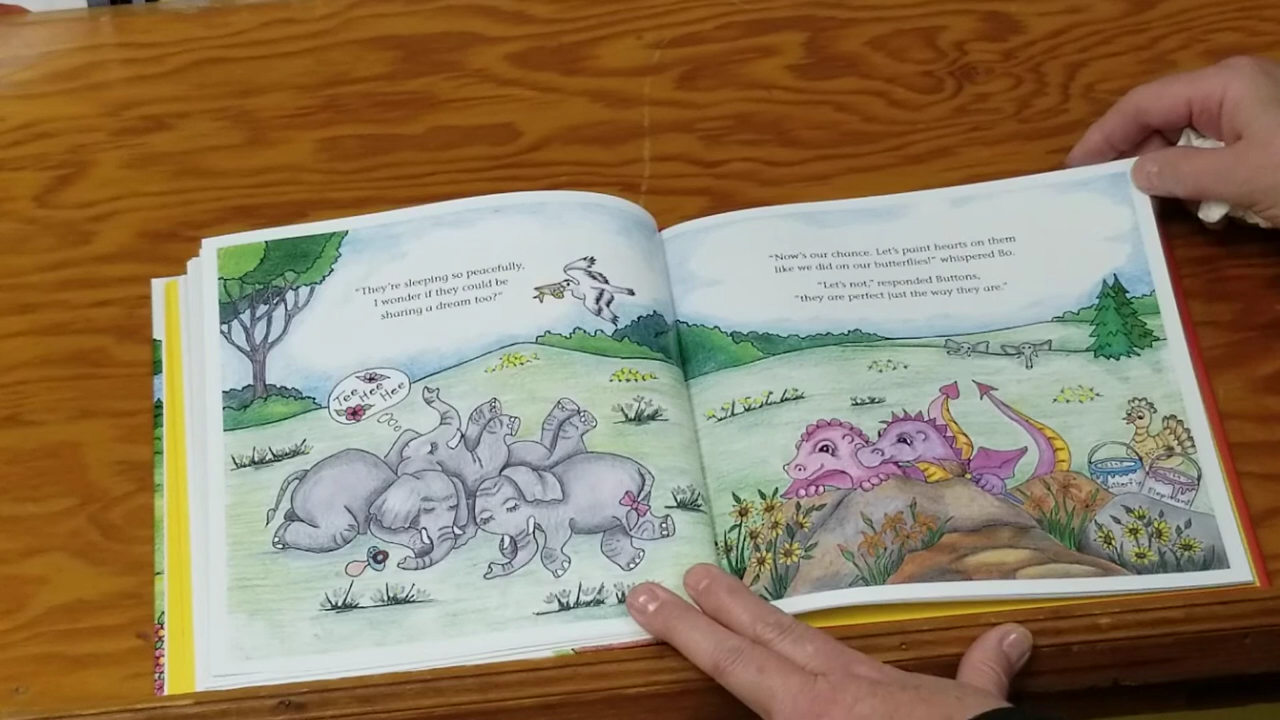 "They're sleeping so peacefully,
I wonder if they could be
sharing a dream too?"
Tee
Hee
Hee
"Now's our chance. Let's paint hearts on them
like we did on our butterflies!" whispered Bo.
"Let's not," responded Buttons,
"they are perfect just the way they are."
Elephant